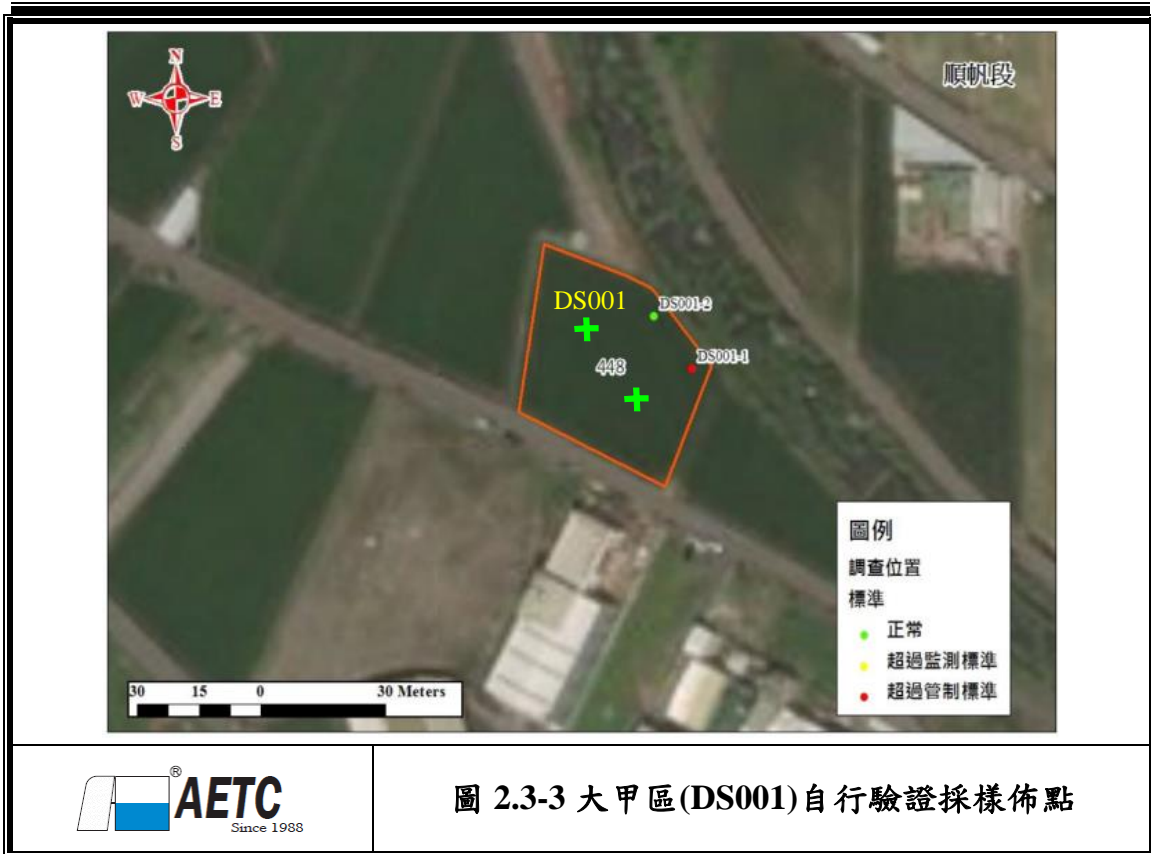 N
W
E
S
順帆段
DS001
DS001-2
DS001-1
448
圖例
調查位置
標準
正常
超過監測標準
超過管制標準
30 15 0 30 Meters
® AETC
Since 1988
圖 2.3-3 大甲區(DS001)自行驗證採樣佈點